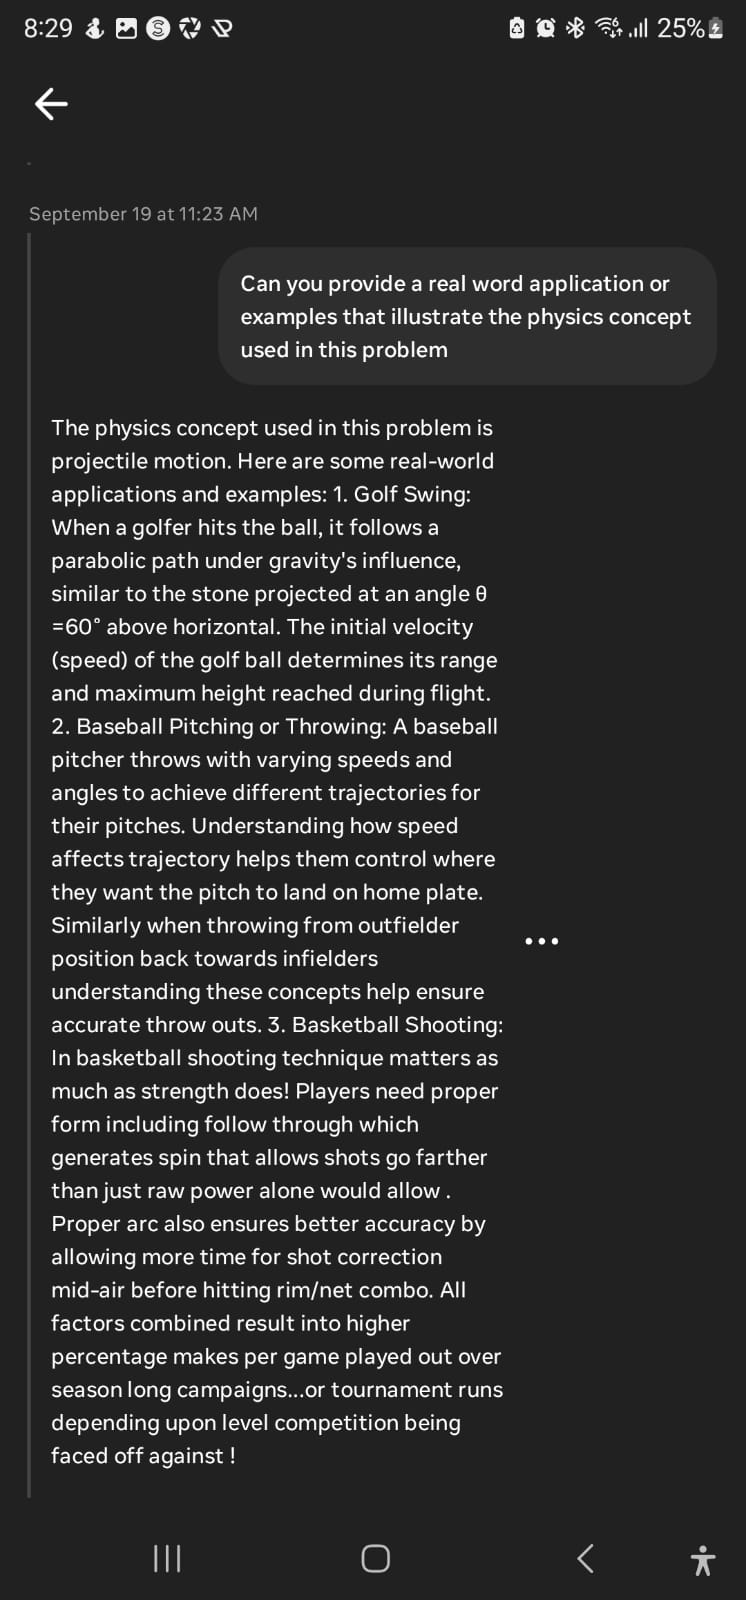 8:29
25%
September 19 at 11:23 AM
Can you provide a real word application or
examples that illustrate the physics concept
used in this problem
The physics concept used in this problem is
projectile motion. Here are some real-world
applications and examples: 1. Golf Swing:
When a golfer hits the ball, it follows a
parabolic path under gravity's influence,
similar to the stone projected at an angle θ
=60° above horizontal. The initial velocity
(speed) of the golf ball determines its range
and maximum height reached during flight.
2. Baseball Pitching or Throwing: A baseball
pitcher throws with varying speeds and
angles to achieve different trajectories for
their pitches. Understanding how speed
affects trajectory helps them control where
they want the pitch to land on home plate.
Similarly when throwing from outfielder
position back towards infielders
understanding these concepts help ensure
accurate throw outs. 3. Basketball Shooting:
In basketball shooting technique matters as
much as strength does! Players need proper
form including follow through which
generates spin that allows shots go farther
than just raw power alone would allow .
Proper arc also ensures better accuracy by
allowing more time for shot correction
mid-air before hitting rim/net combo. All
factors combined result into higher
percentage makes per game played out over
season long campaigns...or tournament runs
depending upon level competition being
faced off against !